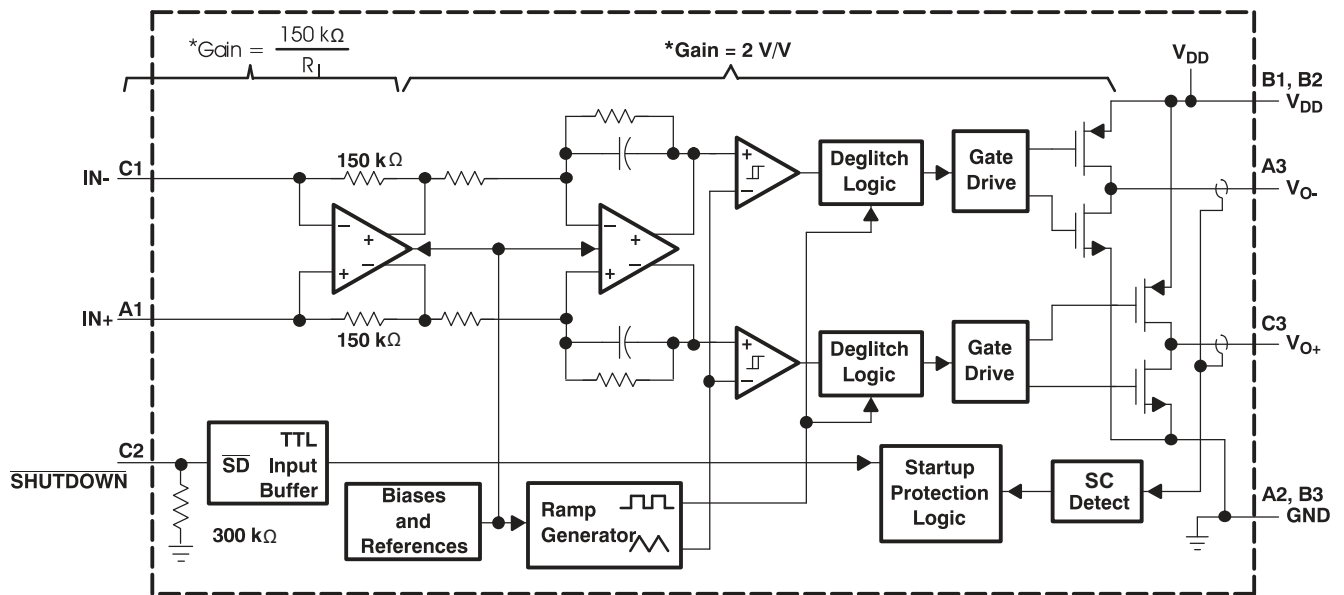 *Gain = 150 kΩ
R_I
*Gain = 2 V/V
V_DD
B1, B2
V_DD
IN- C1
150 kΩ
Deglitch
Logic
Gate
Drive
A3
V_O-
− + + −
− + + −
+ −
IN+ A1
150 kΩ
+ −
Deglitch
Logic
Gate
Drive
C3
V_O+
C2
SHUTDOWN
SD
TTL
Input
Buffer
300 kΩ
Biases
and
References
Ramp
Generator
Startup
Protection
Logic
SC
Detect
A2, B3
GND